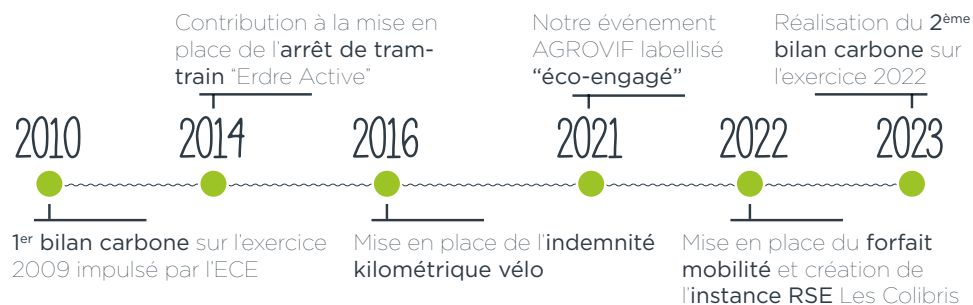 Contribution à la mise en
place de l'arrêt de tram-
train "Erdre Active"
Notre événement
AGROVIF labellisé
“éco-engagé”
Réalisation du 2ème
bilan carbone sur
l'exercice 2022
2010
2014
2016
2021
2022
2023
1er bilan carbone sur l'exercice
2009 impulsé par l'ECE
Mise en place de l'indemnité
kilométrique vélo
Mise en place du forfait
mobilité et création de
l'instance RSE Les Colibris